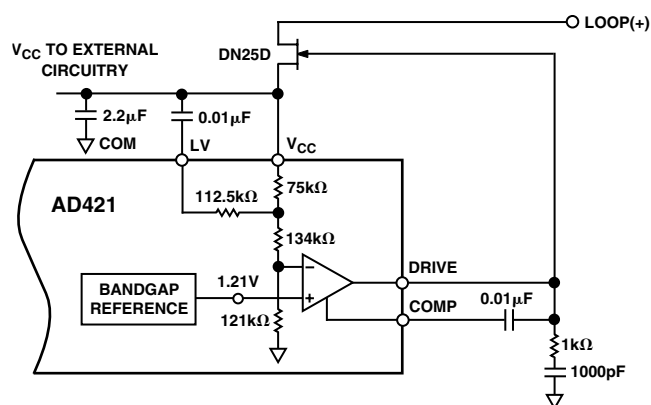 LOOP(+)
VCC TO EXTERNAL
CIRCUITRY
DN25D
2.2µF
0.01µF
COM
LV
VCC
75kΩ
112.5kΩ
AD421
134kΩ
DRIVE
BANDGAP
REFERENCE
1.21V
−
+
COMP
0.01µF
121kΩ
1kΩ
1000pF